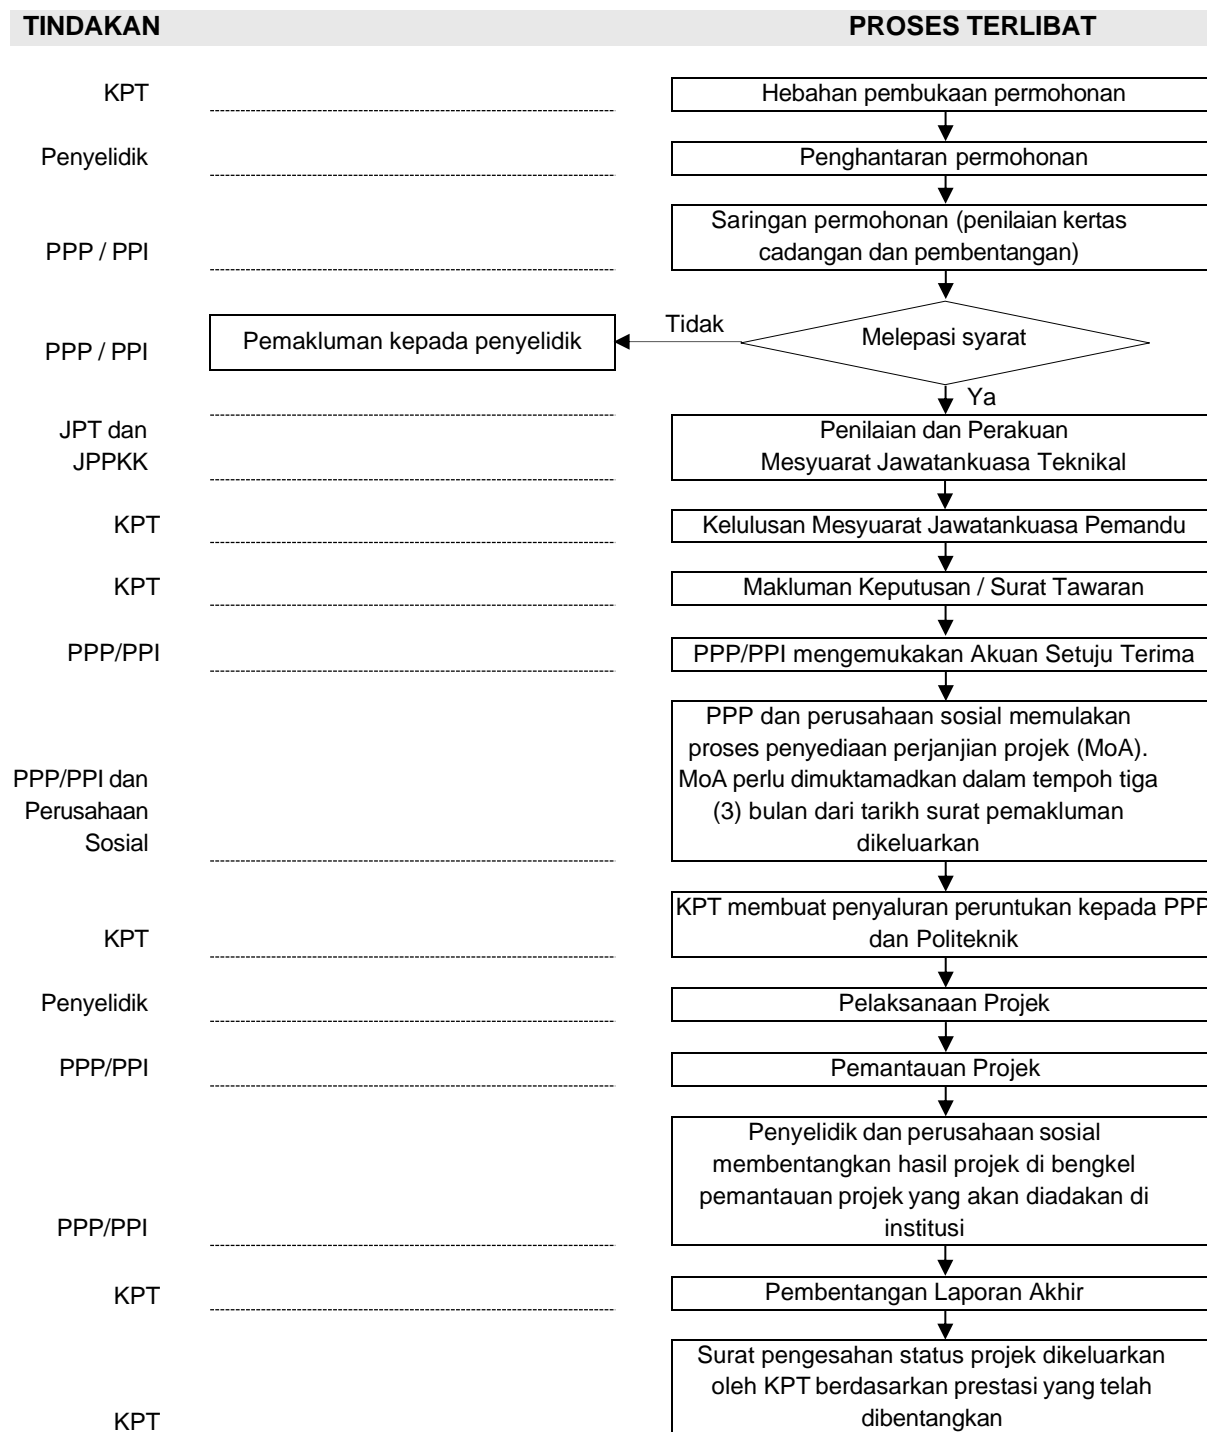 TINDAKAN PROSES TERLIBAT
KPT Hebahan pembukaan permohonan
Penyelidik Penghantaran permohonan
Saringan permohonan (penilaian kertas
PPP / PPI cadangan dan pembentangan)
Tidak
Pemakluman kepada penyelidik Melepasi syarat
PPP / PPI
Ya
JPT dan Penilaian dan Perakuan
JPPKK Mesyuarat Jawatankuasa Teknikal
KPT Kelulusan Mesyuarat Jawatankuasa Pemandu
KPT Makluman Keputusan / Surat Tawaran
PPP/PPI PPP/PPI mengemukakan Akuan Setuju Terima
PPP dan perusahaan sosial memulakan
proses penyediaan perjanjian projek (MoA).
PPP/PPI dan MoA perlu dimuktamadkan dalam tempoh tiga
Perusahaan (3) bulan dari tarikh surat pemakluman
Sosial dikeluarkan
KPT membuat penyaluran peruntukan kepada PPP
KPT dan Politeknik
Penyelidik Pelaksanaan Projek
PPP/PPI Pemantauan Projek
Penyelidik dan perusahaan sosial
membentangkan hasil projek di bengkel
pemantauan projek yang akan diadakan di
PPP/PPI institusi
KPT Pembentangan Laporan Akhir
Surat pengesahan status projek dikeluarkan
oleh KPT berdasarkan prestasi yang telah
KPT dibentangkan